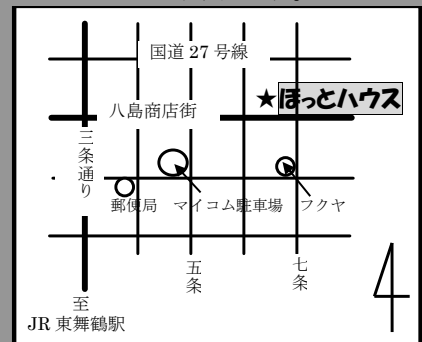 国道 27 号線
★ほっとハウス
八島商店街
三条通り
郵便局 マイコム駐車場 フクヤ
五条
七条
至
JR 東舞鶴駅